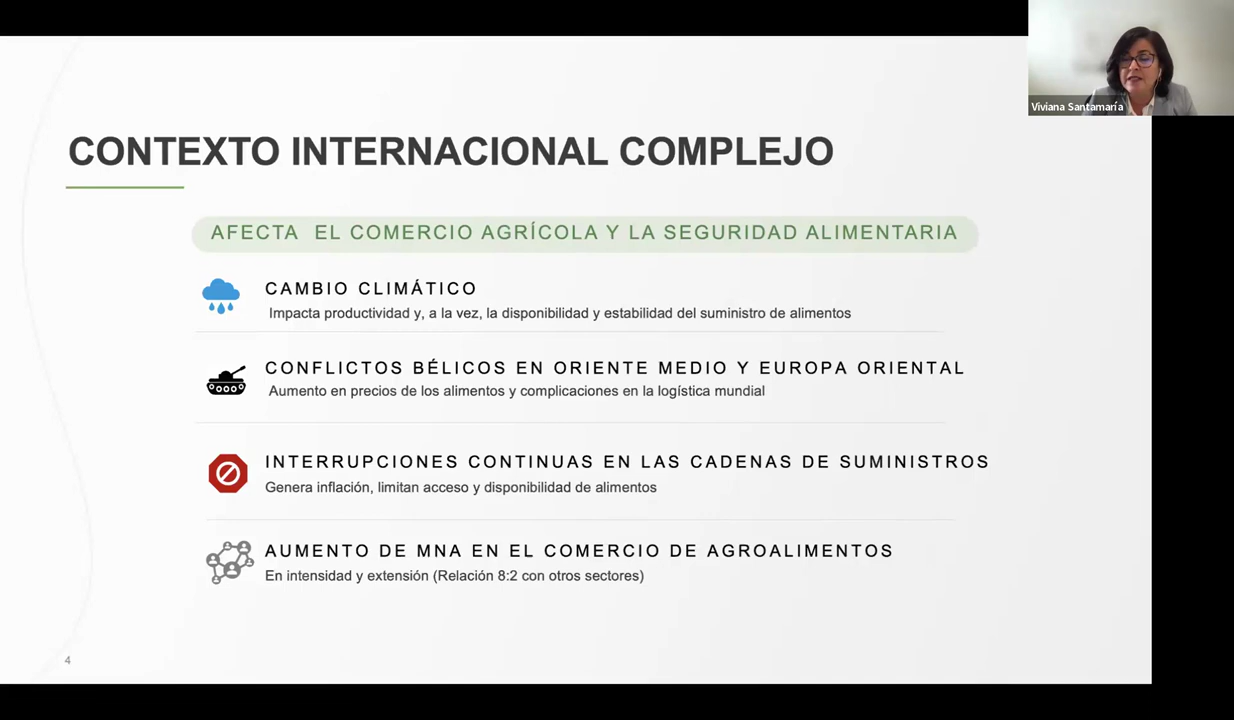 Viviana Santamaría
CONTEXTO INTERNACIONAL COMPLEJO
AFECTA EL COMERCIO AGRÍCOLA Y LA SEGURIDAD ALIMENTARIA
CAMBIO CLIMÁTICO
Impacta productividad y, a la vez, la disponibilidad y estabilidad del suministro de alimentos
CONFLICTOS BÉLICOS EN ORIENTE MEDIO Y EUROPA ORIENTAL
Aumento en precios de los alimentos y complicaciones en la logística mundial
INTERRUPCIONES CONTINUAS EN LAS CADENAS DE SUMINISTROS
Genera inflación, limitan acceso y disponibilidad de alimentos
AUMENTO DE MNA EN EL COMERCIO DE AGROALIMENTOS
En intensidad y extensión (Relación 8:2 con otros sectores)
4